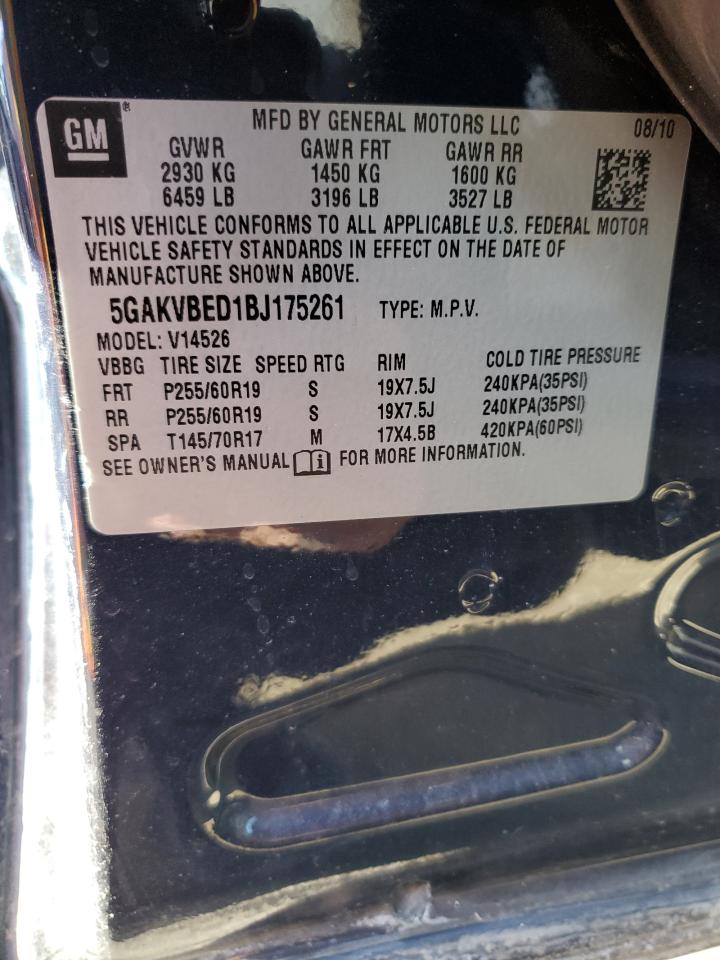 GM
MFD BY GENERAL MOTORS LLC 08/10
GVWR GAWR FRT GAWR RR
2930 KG 1450 KG 1600 KG
6459 LB 3196 LB 3527 LB
THIS VEHICLE CONFORMS TO ALL APPLICABLE U.S. FEDERAL MOTOR
VEHICLE SAFETY STANDARDS IN EFFECT ON THE DATE OF
MANUFACTURE SHOWN ABOVE.
5GAKVBED1BJ175261 TYPE: M.P.V.
MODEL: V14526
VBBG TIRE SIZE SPEED RTG RIM COLD TIRE PRESSURE
FRT P255/60R19 S 19X7.5J 240KPA(35PSI)
RR P255/60R19 S 19X7.5J 240KPA(35PSI)
SPA T145/70R17 M 17X4.5B 420KPA(60PSI)
SEE OWNER'S MANUAL FOR MORE INFORMATION.